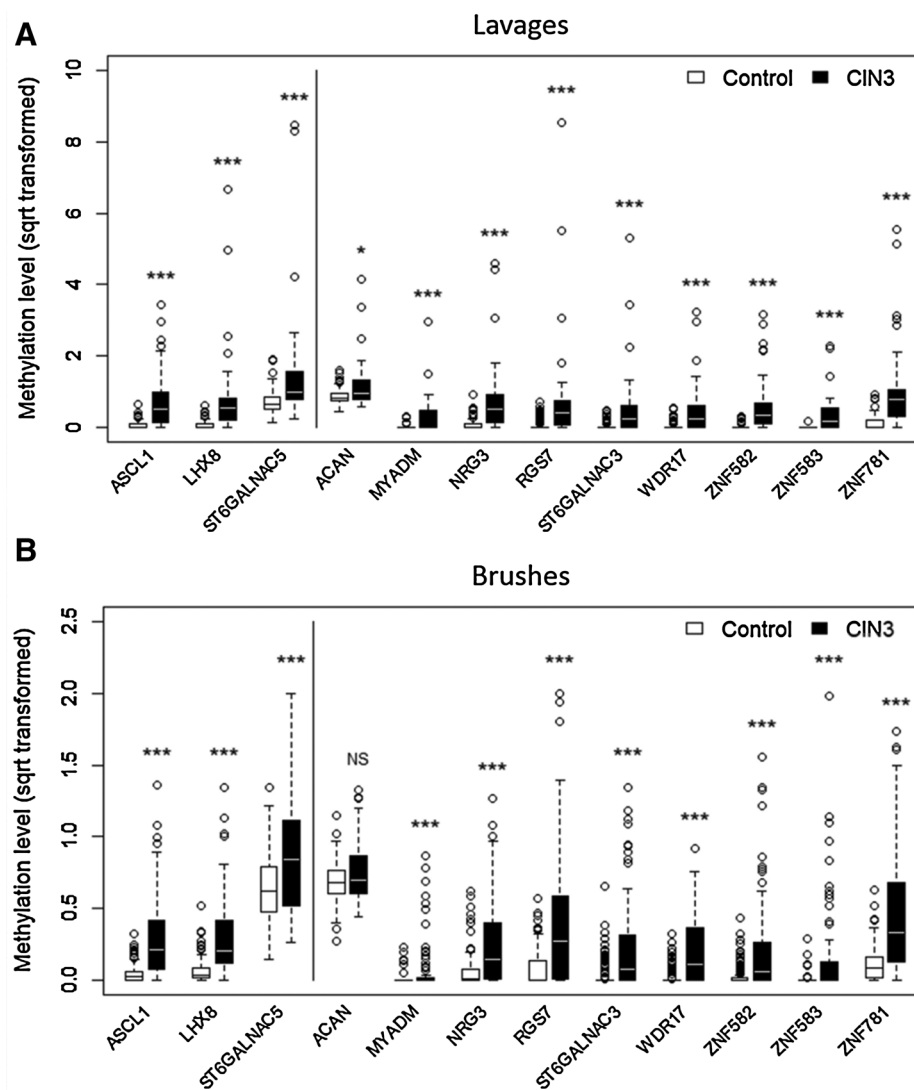 A
Lavages
Methylation level (sqrt transformed)
10
8
6
4
2
0
Control CIN3
***
***
***
*
***
***
***
***
***
***
***
***
ASCL1
LHX8
ST6GALNAC5
ACAN
MYADM
NRG3
RGS7
ST6GALNAC3
WDR17
ZNF582
ZNF583
ZNF781
B
Brushes
Methylation level (sqrt transformed)
2.5
2.0
1.5
1.0
0.5
0.0
Control CIN3
***
***
***
NS
***
***
***
***
***
***
***
***
ASCL1
LHX8
ST6GALNAC5
ACAN
MYADM
NRG3
RGS7
ST6GALNAC3
WDR17
ZNF582
ZNF583
ZNF781